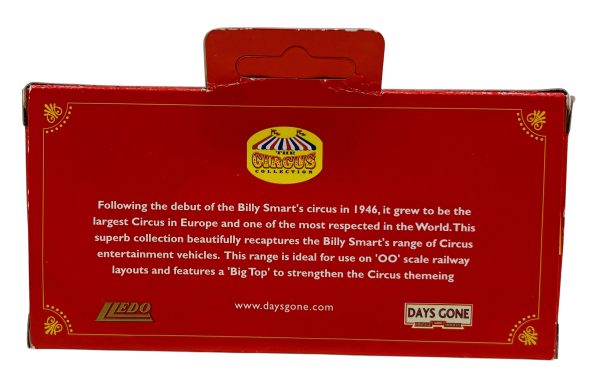 THE
CIRCUS
COLLECTION
Following the debut of the Billy Smart's circus in 1946, it grew to be the
largest Circus in Europe and one of the most respected in the World. This
superb collection beautifully recaptures the Billy Smart's range of Circus
entertainment vehicles. This range is ideal for use on 'OO' scale railway
layouts and features a 'Big Top' to strengthen the Circus themeing
LLEDO
www.daysgone.com
DAYS GONE